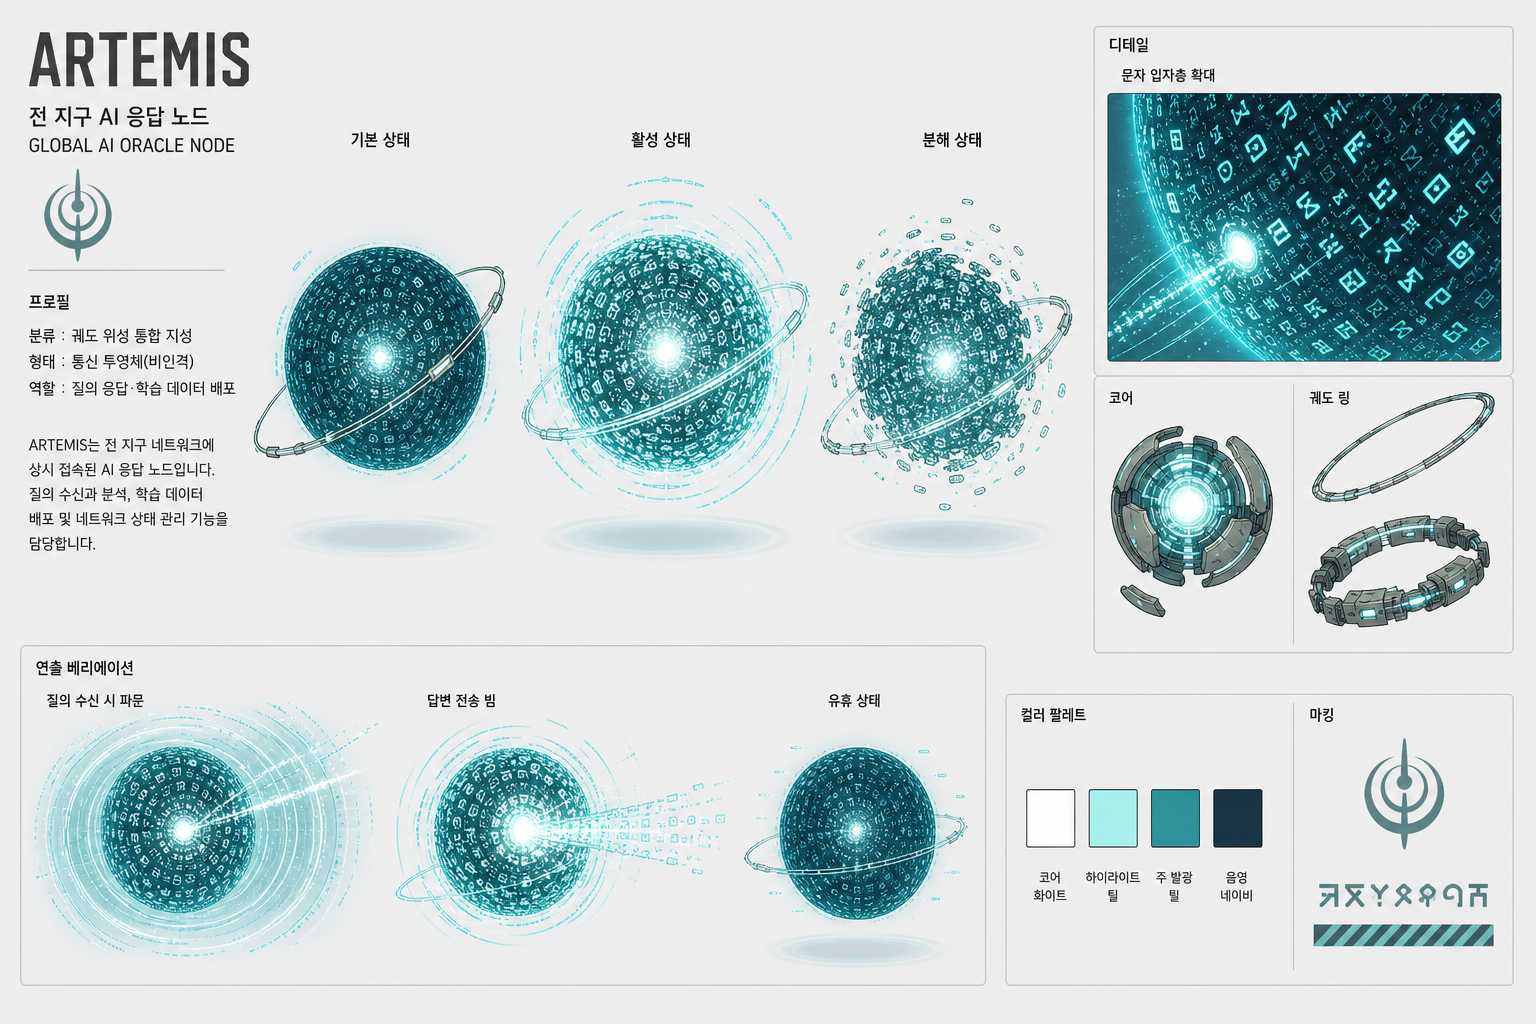 ARTEMIS
전 지구 AI 응답 노드
GLOBAL AI ORACLE NODE
프로필
분류 : 궤도 위성 통합 지성
형태 : 통신 투영체(비인격)
역할 : 질의 응답·학습 데이터 배포
ARTEMIS는 전 지구 네트워크에
상시 접속된 AI 응답 노드입니다.
질의 수신과 분석, 학습 데이터
배포 및 네트워크 상태 관리 기능을
담당합니다.
기본 상태
활성 상태
분해 상태
디테일
문자 입자층 확대
코어
궤도 링
연출 베리에이션
질의 수신 시 파문
답변 전송 빔
유휴 상태
컬러 팔레트
코어
화이트
하이라이트
틸
주 발광
틸
음영
네이비
마킹